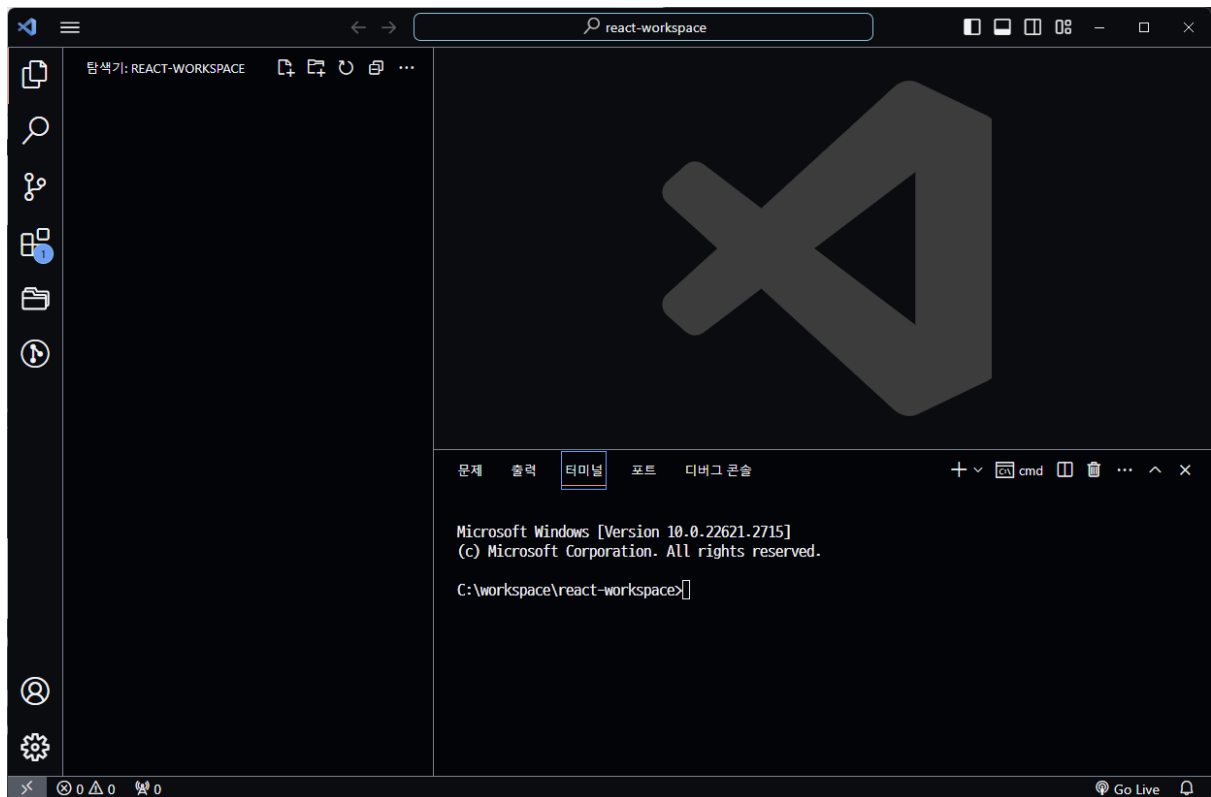 react-workspace
탐색기: REACT-WORKSPACE
1
문제 출력 터미널 포트 디버그 콘솔 cmd
Microsoft Windows [Version 10.0.22621.2715]
(c) Microsoft Corporation. All rights reserved.
C:\workspace\react-workspace>
0 0 0 Go Live